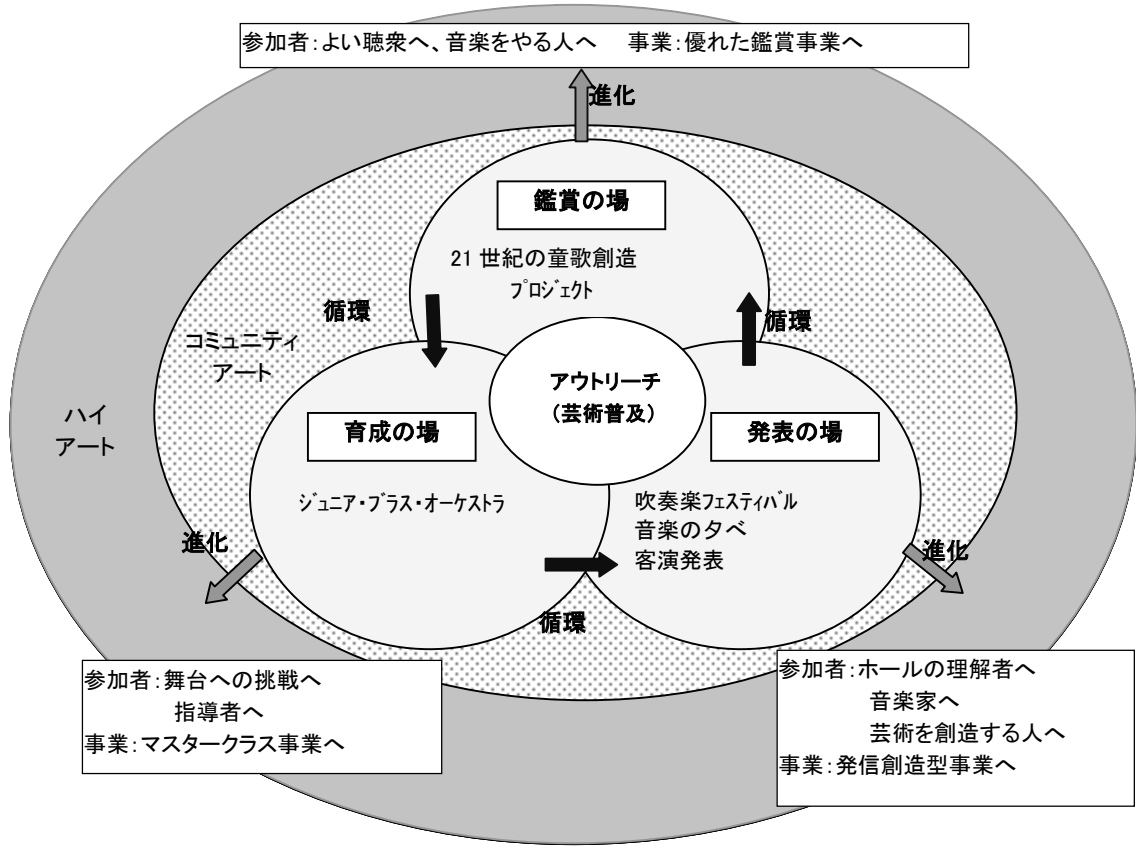 参加者：よい聴衆へ、音楽をやる人へ　事業：優れた鑑賞事業へ
進化
鑑賞の場
21 世紀の童歌創造
ﾌﾟﾛｼﾞｪｸﾄ
循環
循環
コミュニティ
アート
ハイ
アート
アウトリーチ
（芸術普及）
育成の場
発表の場
ｼﾞｭﾆｱ・ﾌﾞﾗｽ・ｵｰｹｽﾄﾗ
吹奏楽ﾌｪｽﾃｨﾊﾞﾙ
音楽の夕べ
客演発表
進化
進化
循環
参加者：舞台への挑戦へ
指導者へ
事業：マスタークラス事業へ
参加者：ホールの理解者へ
音楽家へ
芸術を創造する人へ
事業：発信創造型事業へ